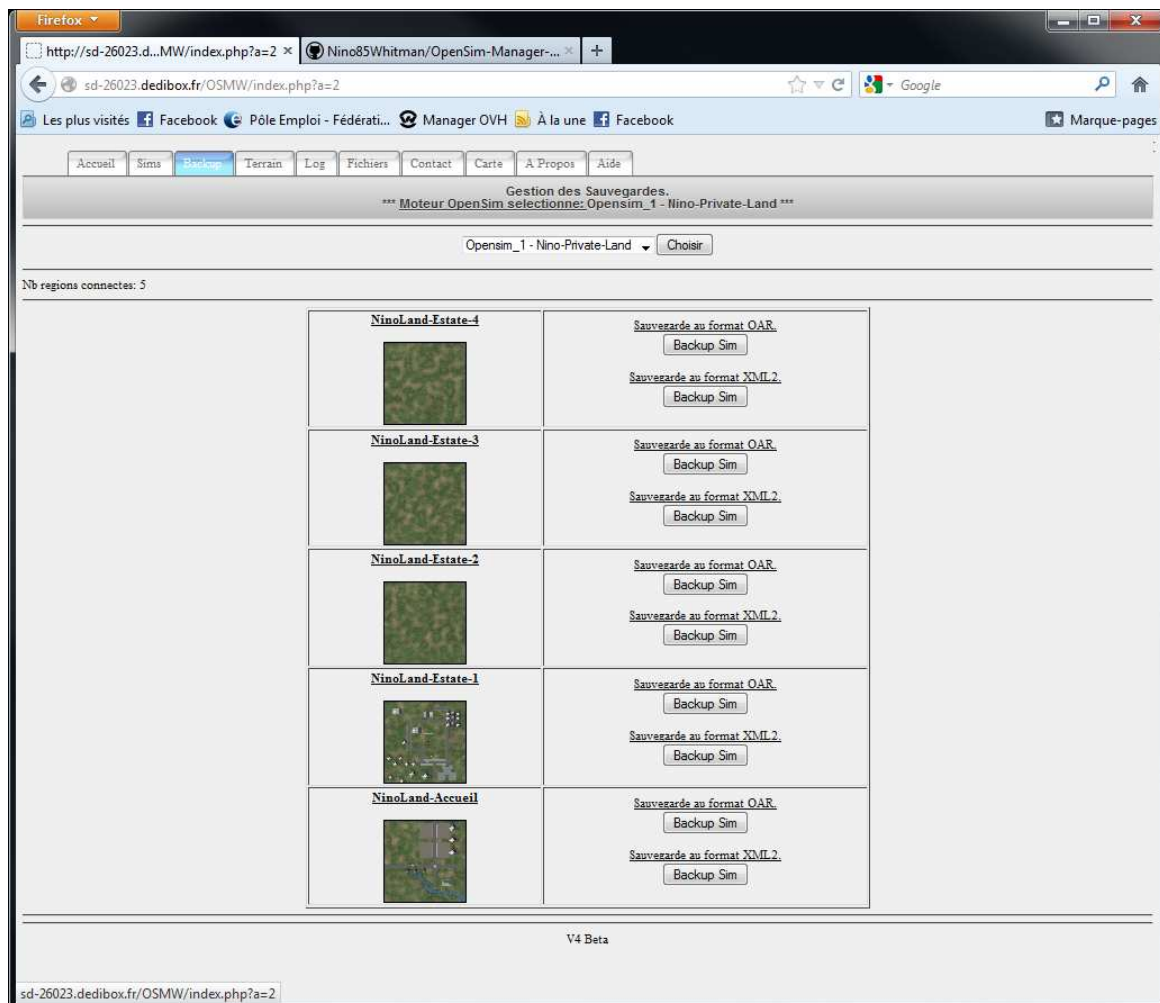 Firefox
http://sd-26023.d...MW/index.php?a=2
Nino85Whitman/OpenSim-Manager-...
sd-26023.dedibox.fr/OSMW/index.php?a=2
Google
Les plus visités Facebook Pôle Emploi - Fédérati... Manager OVH À la une Facebook Marque-pages
Accueil Sims Backup Terrain Log Fichiers Contact Carte A Propos Aide
Gestion des Sauvegardes.
*** Moteur OpenSim selectionne: Opensim_1 - Nino-Private-Land ***
Opensim_1 - Nino-Private-Land Choisir
Nb regions connectes: 5
NinoLand-Estate-4
Sauvegarde au format OAR.
Backup Sim
Sauvegarde au format XML2.
Backup Sim
NinoLand-Estate-3
Sauvegarde au format OAR.
Backup Sim
Sauvegarde au format XML2.
Backup Sim
NinoLand-Estate-2
Sauvegarde au format OAR.
Backup Sim
Sauvegarde au format XML2.
Backup Sim
NinoLand-Estate-1
Sauvegarde au format OAR.
Backup Sim
Sauvegarde au format XML2.
Backup Sim
NinoLand-Accueil
Sauvegarde au format OAR.
Backup Sim
Sauvegarde au format XML2.
Backup Sim
V4 Beta
sd-26023.dedibox.fr/OSMW/index.php?a=2